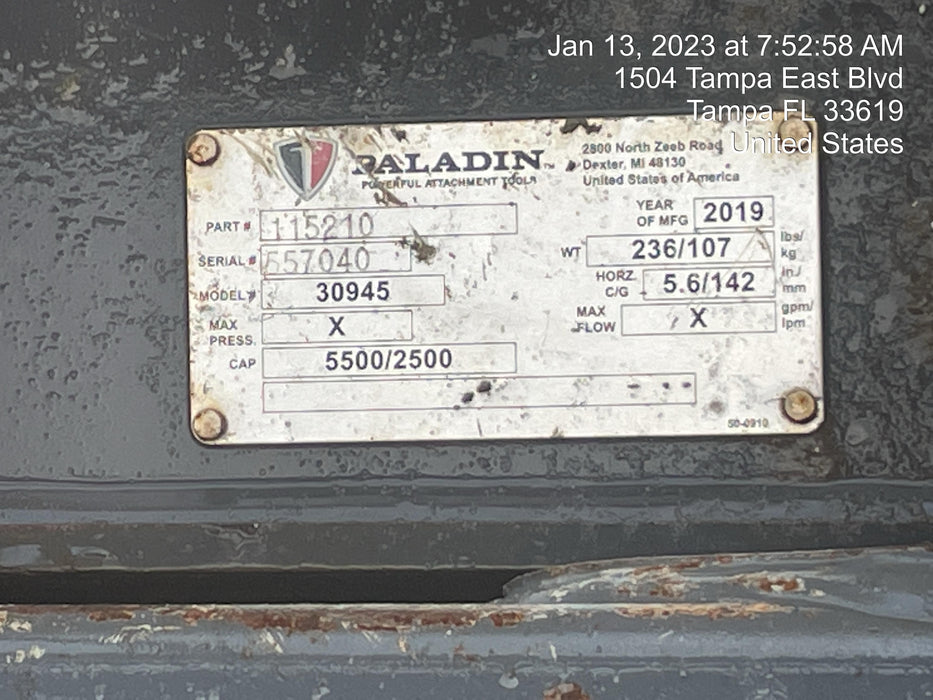 Jan 13, 2023 at 7:52:58 AM
1504 Tampa East Blvd
Tampa FL 33619
United States
PALADIN™
POWERFUL ATTACHMENT TOOLS
2800 North Zeeb Road
Dexter, MI 48130
United States of America
PART # 115210
SERIAL # 557040
MODEL # 30945
MAX PRESS. X
CAP 5500/2500
YEAR OF MFG 2019
WT 236/107 lbs/kg
HORZ. C/G 5.6/142 in./mm
MAX FLOW X gpm/lpm
50-0910